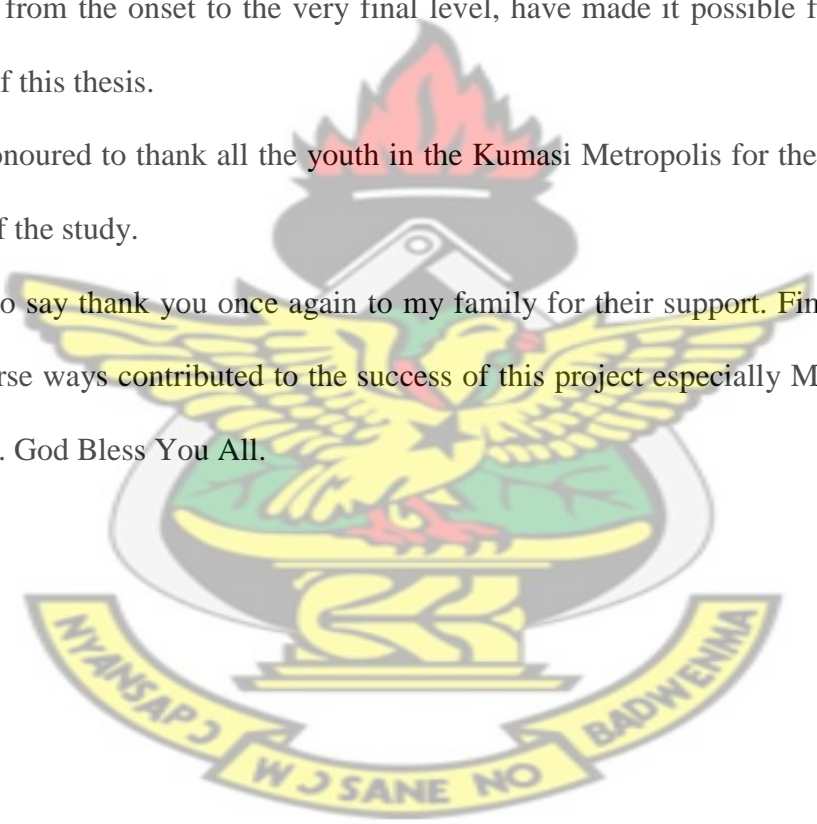 from the onset to the very final level, have made it possible f
f this thesis.
onoured to thank all the youth in the Kumasi Metropolis for the
f the study.
o say thank you once again to my family for their support. Fin
rse ways contributed to the success of this project especially M
. God Bless You All.
NYANSAPƆ
WƆSANE NO
BADWENMA